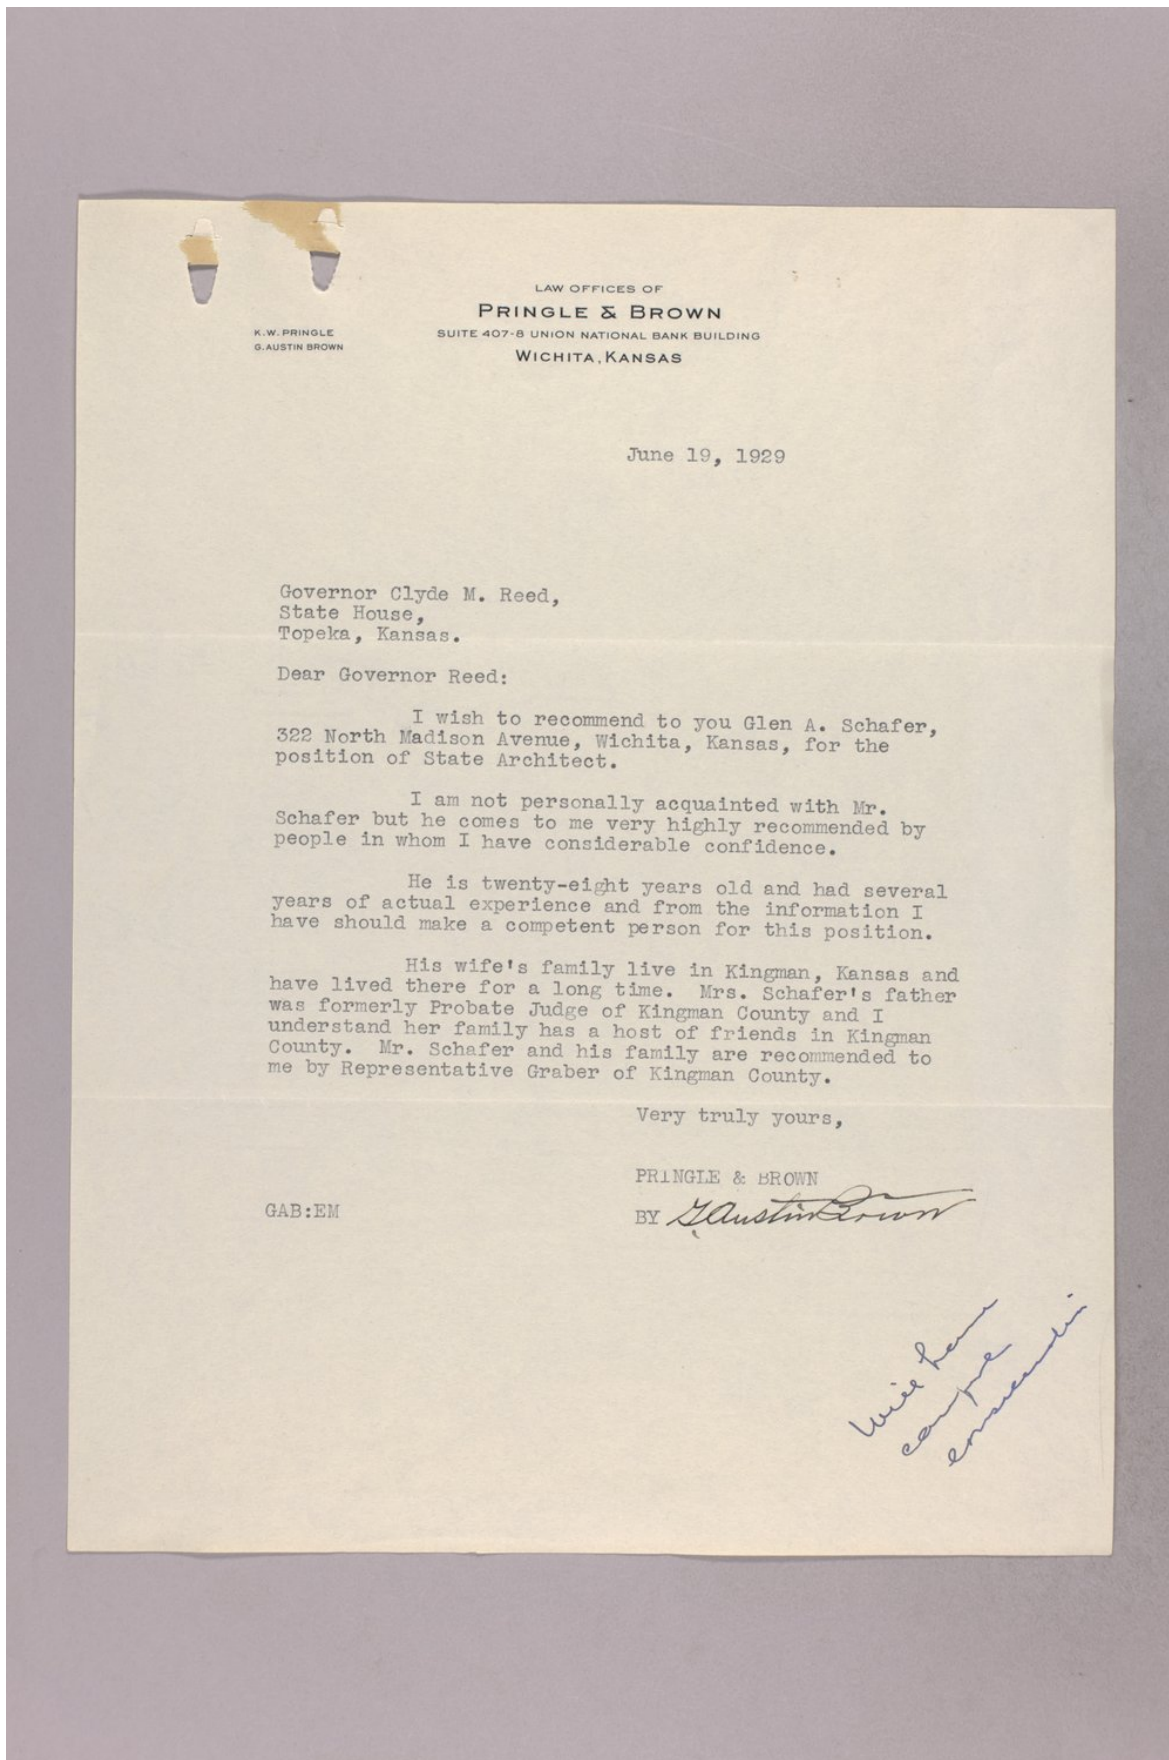 LAW OFFICES OF
PRINGLE & BROWN
SUITE 407-8 UNION NATIONAL BANK BUILDING
WICHITA, KANSAS
K. W. PRINGLE
G. AUSTIN BROWN
June 19, 1929
Governor Clyde M. Reed,
State House,
Topeka, Kansas.
Dear Governor Reed:
I wish to recommend to you Glen A. Schafer,
322 North Madison Avenue, Wichita, Kansas, for the
position of State Architect.
I am not personally acquainted with Mr.
Schafer but he comes to me very highly recommended by
people in whom I have considerable confidence.
He is twenty-eight years old and had several
years of actual experience and from the information I
have should make a competent person for this position.
His wife's family live in Kingman, Kansas and
have lived there for a long time. Mrs. Schafer's father
was formerly Probate Judge of Kingman County and I
understand her family has a host of friends in Kingman
County. Mr. Schafer and his family are recommended to
me by Representative Graber of Kingman County.
Very truly yours,
PRINGLE & BROWN
GAB:EM
BY G. Austin Brown
Will have